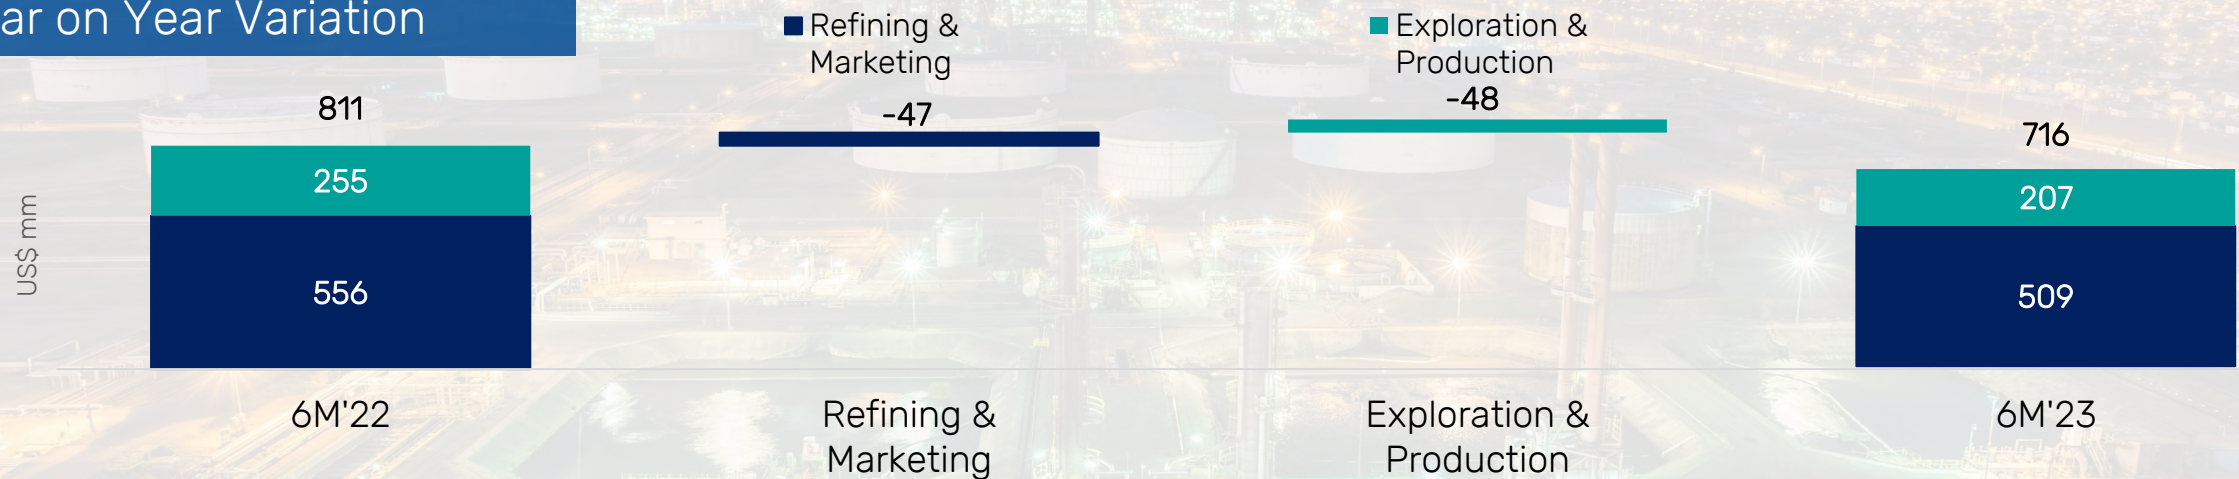 ar on Year Variation
Refining &
Marketing
Exploration &
Production
811
-47
-48
716
255
207
556
509
US$ mm
6M'22
Refining &
Marketing
Exploration &
Production
6M'23